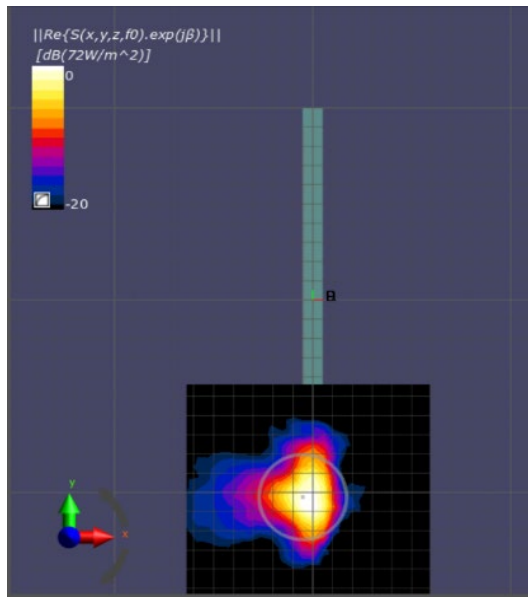 ||Re{S(x,y,z,f0).exp(jβ)}||
[dB(72W/m^2)]
0
-20
y
x